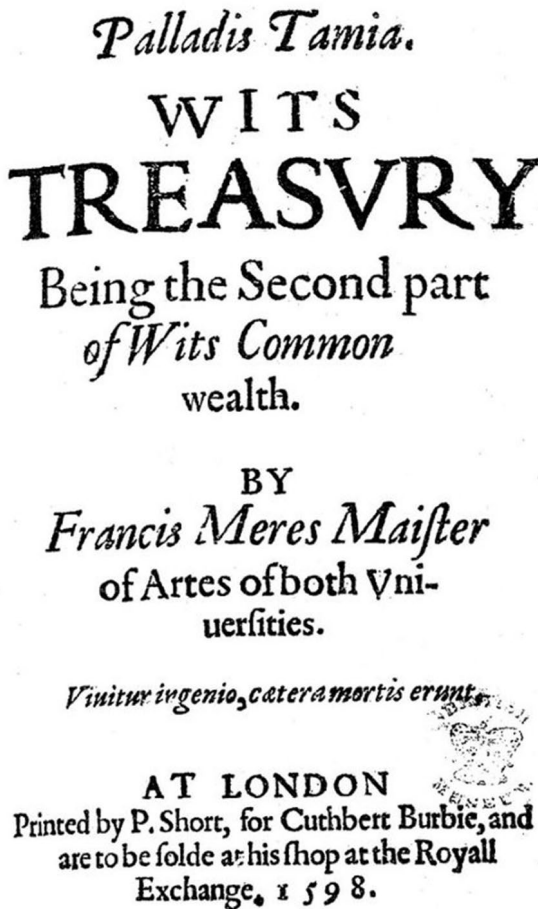 Palladis Tamia.
WITS
TREASVRY
Being the Second part
of Wits Common
wealth.
BY
Francis Meres Maiſter
of Artes of both Vni-
uerſities.
Viuitur ingenio, cætera mortis erunt.
AT LONDON
Printed by P. Short, for Cuthbert Burbie, and
are to be ſolde at his ſhop at the Royall
Exchange. 1598.